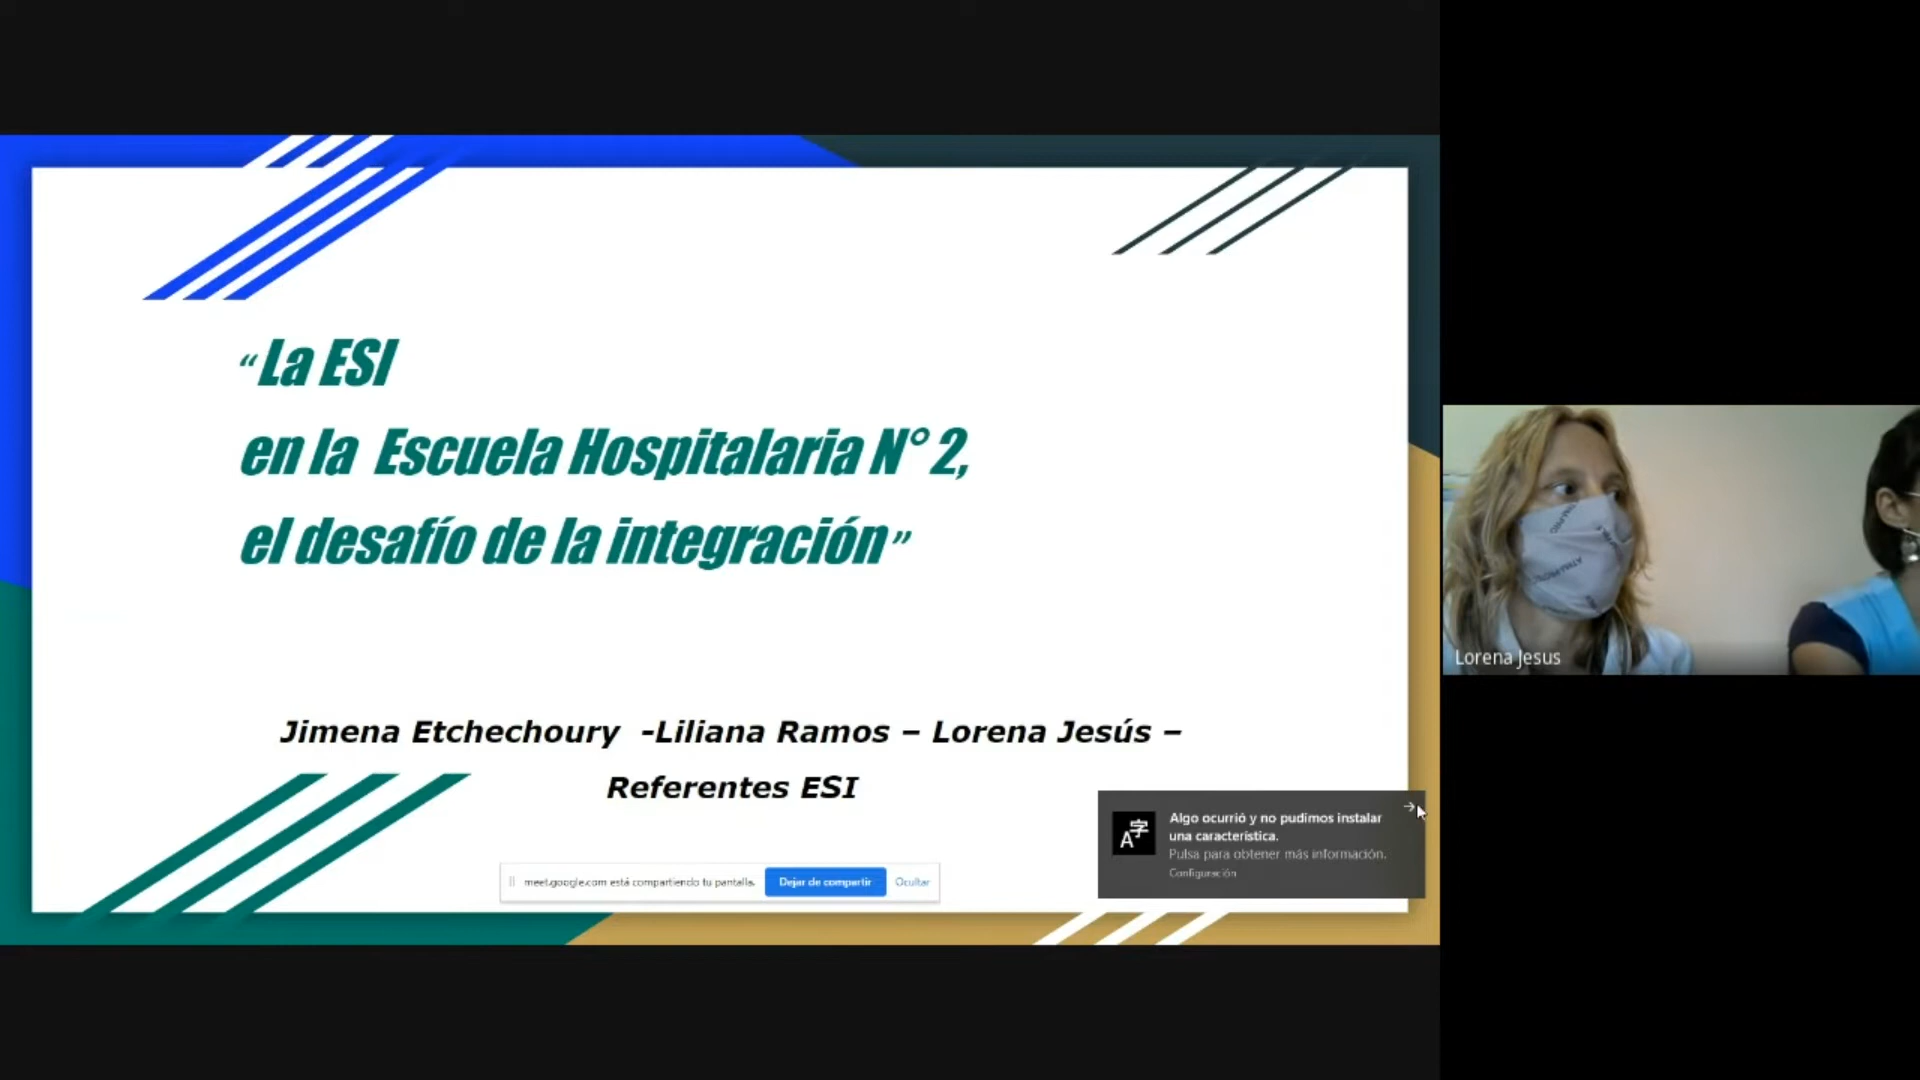 “La ESI
en la Escuela Hospitalaria N° 2,
el desafío de la integración”
Jimena Etchechoury -Liliana Ramos – Lorena Jesús –
Referentes ESI
Algo ocurrió y no pudimos instalar
una característica.
Pulsa para obtener más información.
Configuración
meet.google.com está compartiendo tu pantalla.
Dejar de compartir
Ocultar
Lorena Jesus